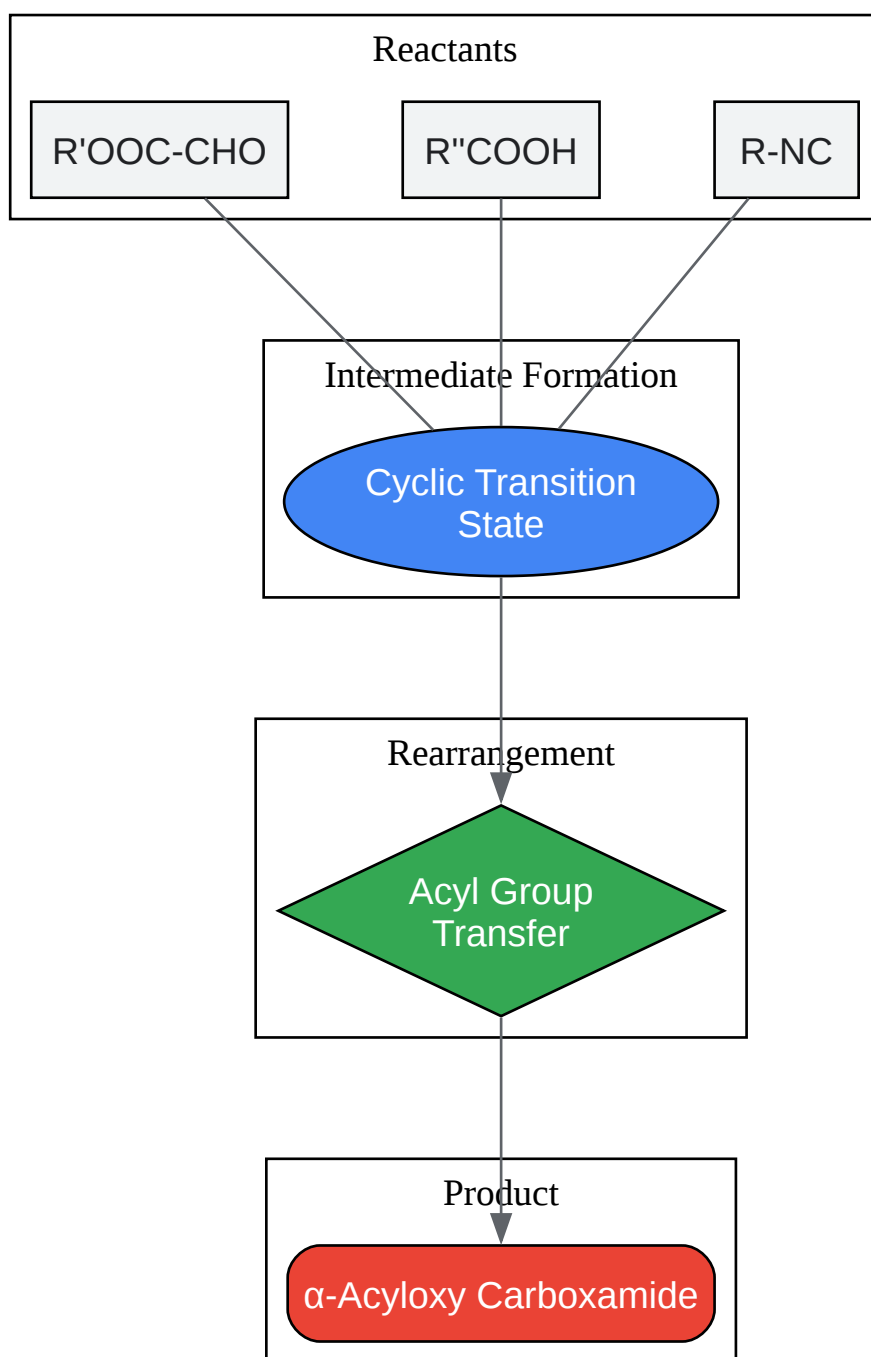 Reactants
R'OOC-CHO
R"COOH
R-NC
Intermediate Formation
Cyclic Transition
State
Rearrangement
Acyl Group
Transfer
Product
α-Acyloxy Carboxamide